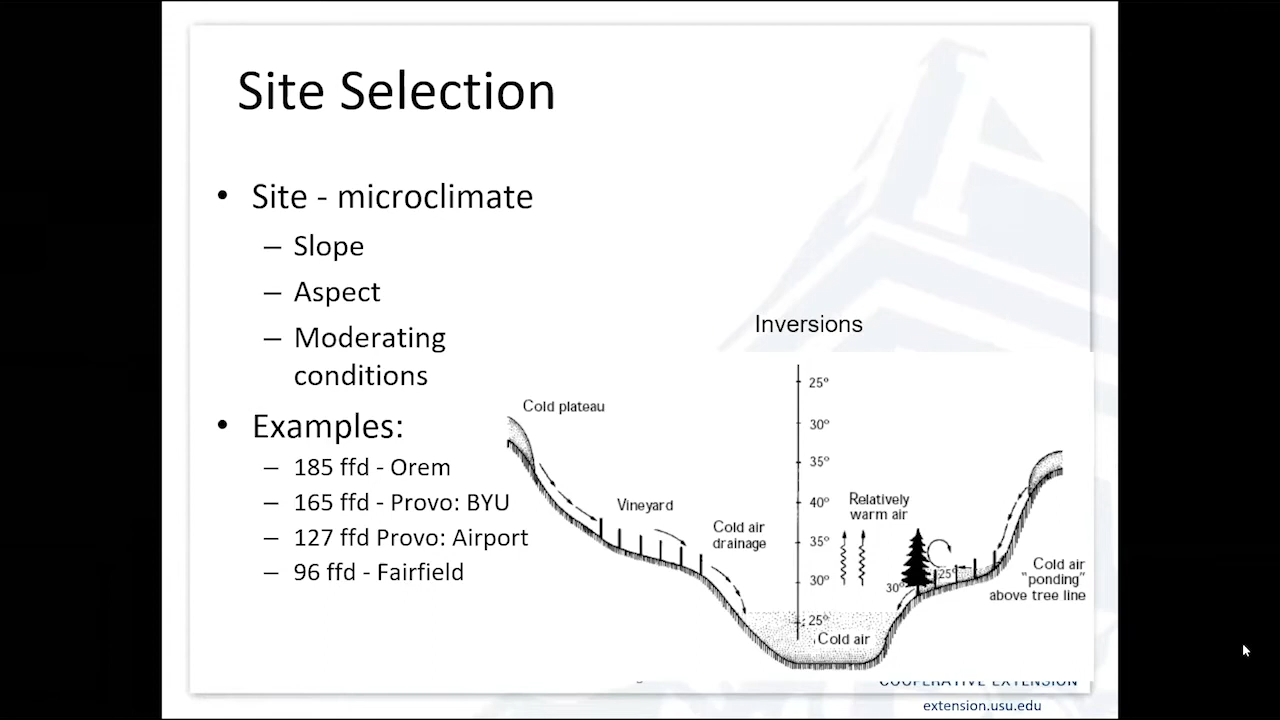 Site Selection
• Site - microclimate
– Slope
– Aspect
– Moderating
conditions
• Examples:
– 185 ffd - Orem
– 165 ffd - Provo: BYU
– 127 ffd Provo: Airport
– 96 ffd - Fairfield
Inversions
Cold plateau
Vineyard
Cold air
drainage
25°
30°
35°
40°
35°
30°
25°
Relatively
warm air
30°
25°
Cold air
Cold air
"ponding"
above tree line
COOPERATIVE EXTENSION
extension.usu.edu